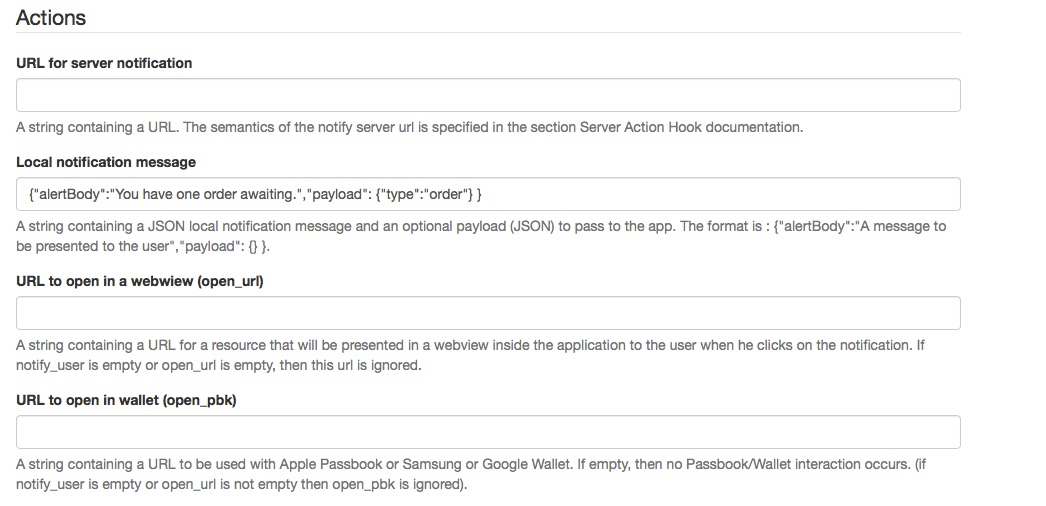 Actions
URL for server notification
A string containing a URL. The semantics of the notify server url is specified in the section Server Action Hook documentation.
Local notification message
{"alertBody":"You have one order awaiting.","payload": {"type":"order"} }
A string containing a JSON local notification message and an optional payload (JSON) to pass to the app. The format is : {"alertBody":"A message to
be presented to the user","payload": {} }.
URL to open in a webwiew (open_url)
A string containing a URL for a resource that will be presented in a webview inside the application to the user when he clicks on the notification. If
notify_user is empty or open_url is empty, then this url is ignored.
URL to open in wallet (open_pbk)
A string containing a URL to be used with Apple Passbook or Samsung or Google Wallet. If empty, then no Passbook/Wallet interaction occurs. (if
notify_user is empty or open_url is not empty then open_pbk is ignored).